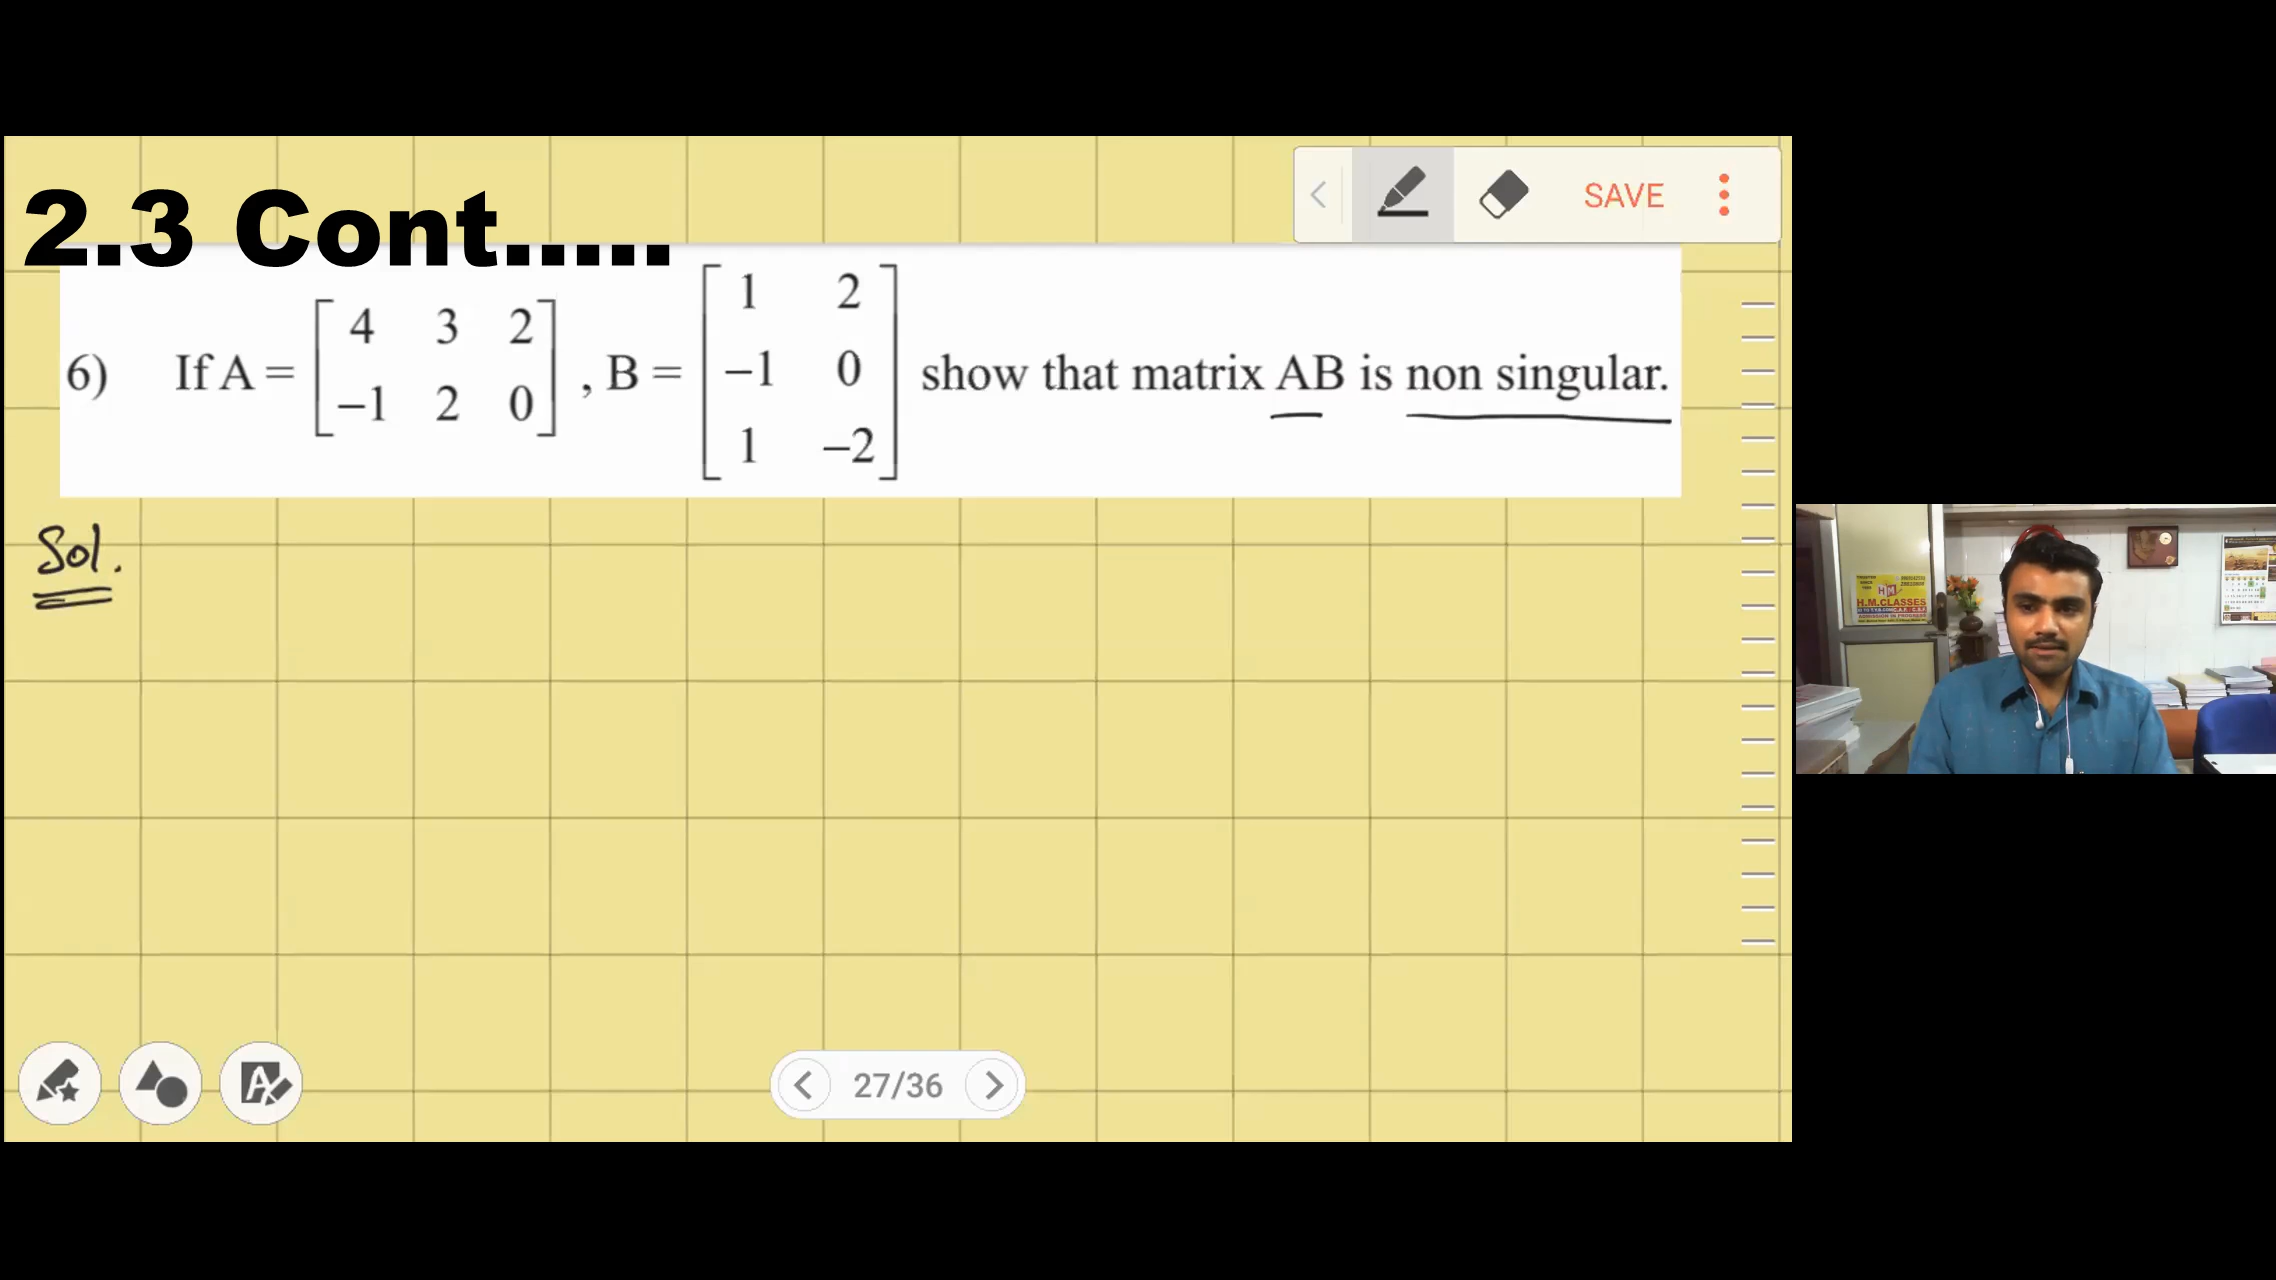 2.3 Cont.....
SAVE
6) If A = [4 3 2
−1 2 0] , B = [1 2
−1 0
1 −2] show that matrix AB is non singular.
Sol.
H.M.CLASSES
27/36